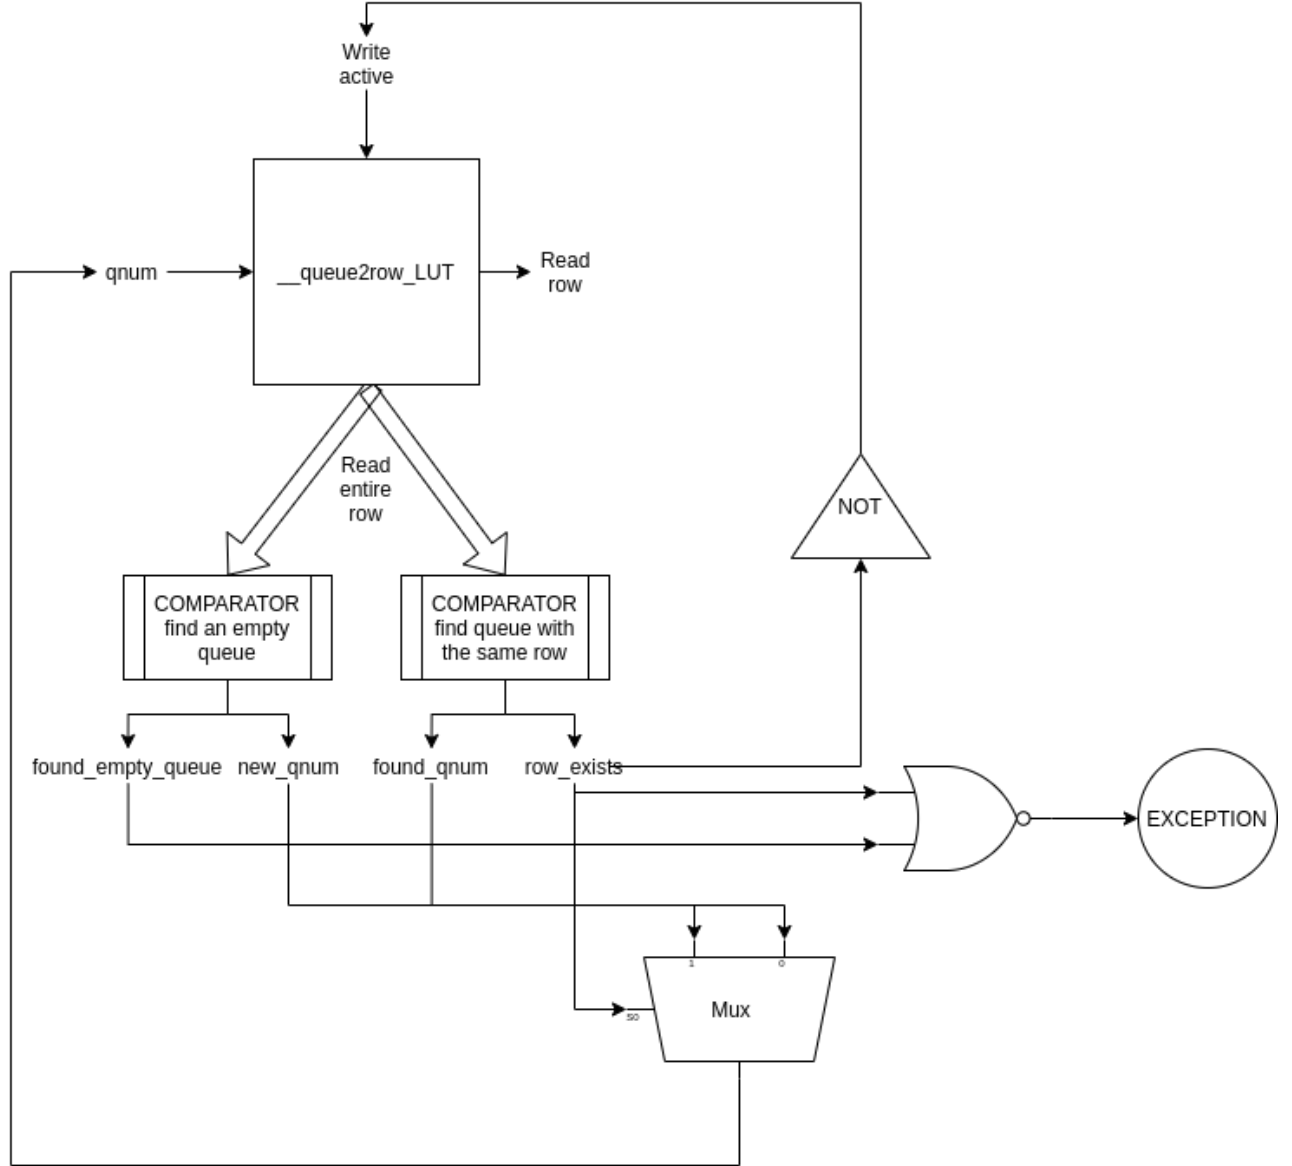 Write
active
qnum
__queue2row_LUT
Read
row
Read
entire
row
NOT
COMPARATOR
find an empty
queue
COMPARATOR
find queue with
the same row
found_empty_queue
new_qnum
found_qnum
row_exists
EXCEPTION
1
0
S0
Mux